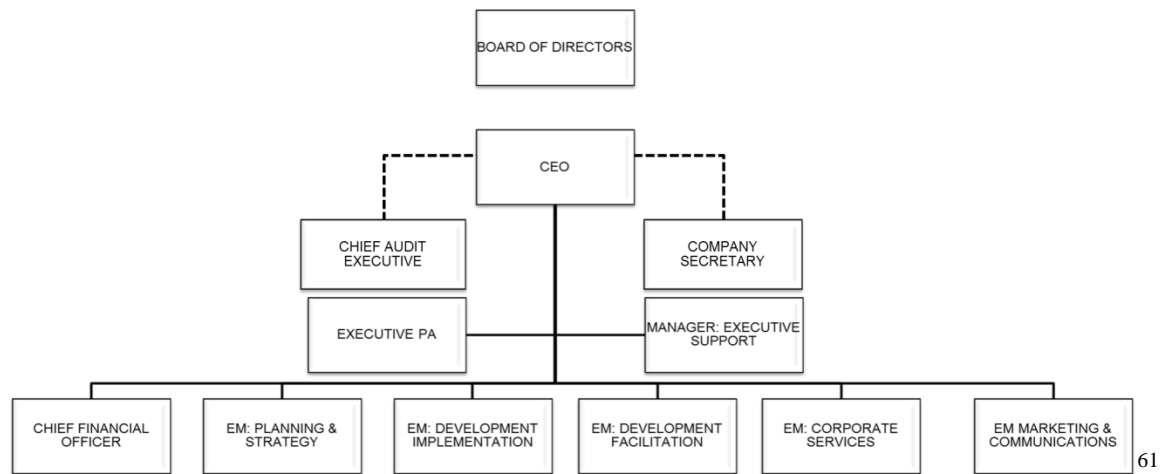 BOARD OF DIRECTORS
CEO
CHIEF AUDIT
EXECUTIVE
COMPANY
SECRETARY
EXECUTIVE PA
MANAGER: EXECUTIVE
SUPPORT
CHIEF FINANCIAL
OFFICER
EM: PLANNING &
STRATEGY
EM: DEVELOPMENT
IMPLEMENTATION
EM: DEVELOPMENT
FACILITATION
EM: CORPORATE
SERVICES
EM MARKETING &
COMMUNICATIONS
61